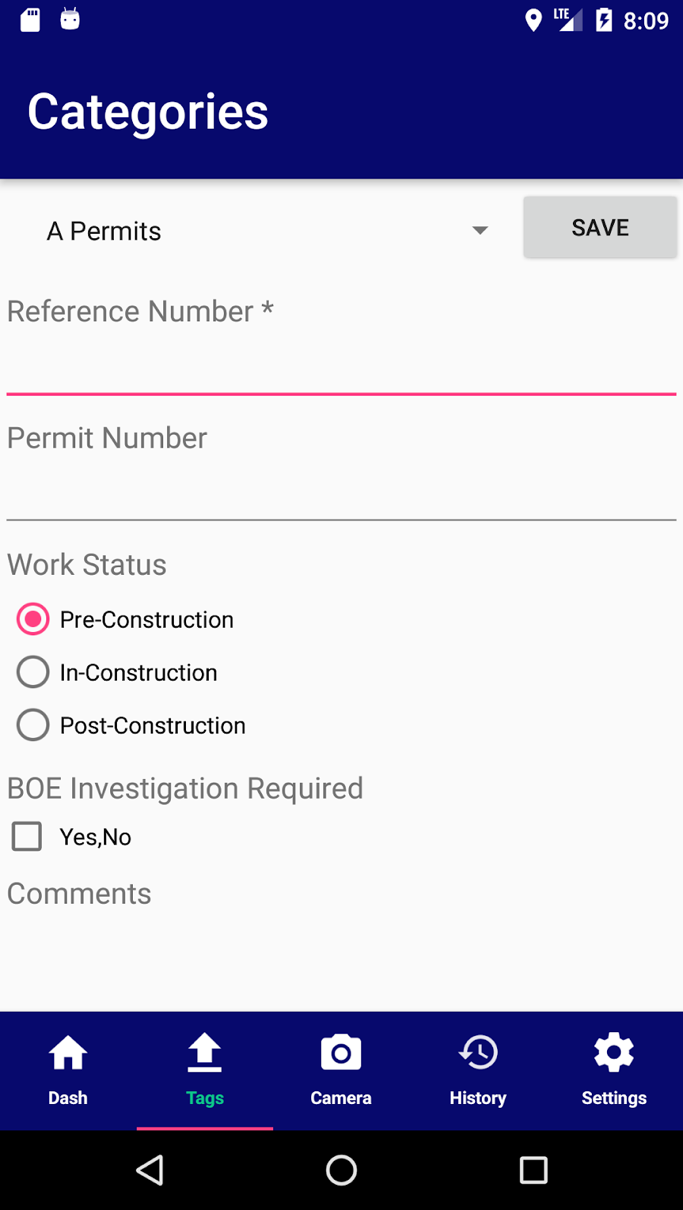 LTE 8:09
Categories
A Permits SAVE
Reference Number *
Permit Number
Work Status
Pre-Construction
In-Construction
Post-Construction
BOE Investigation Required
Yes,No
Comments
Dash Tags Camera History Settings